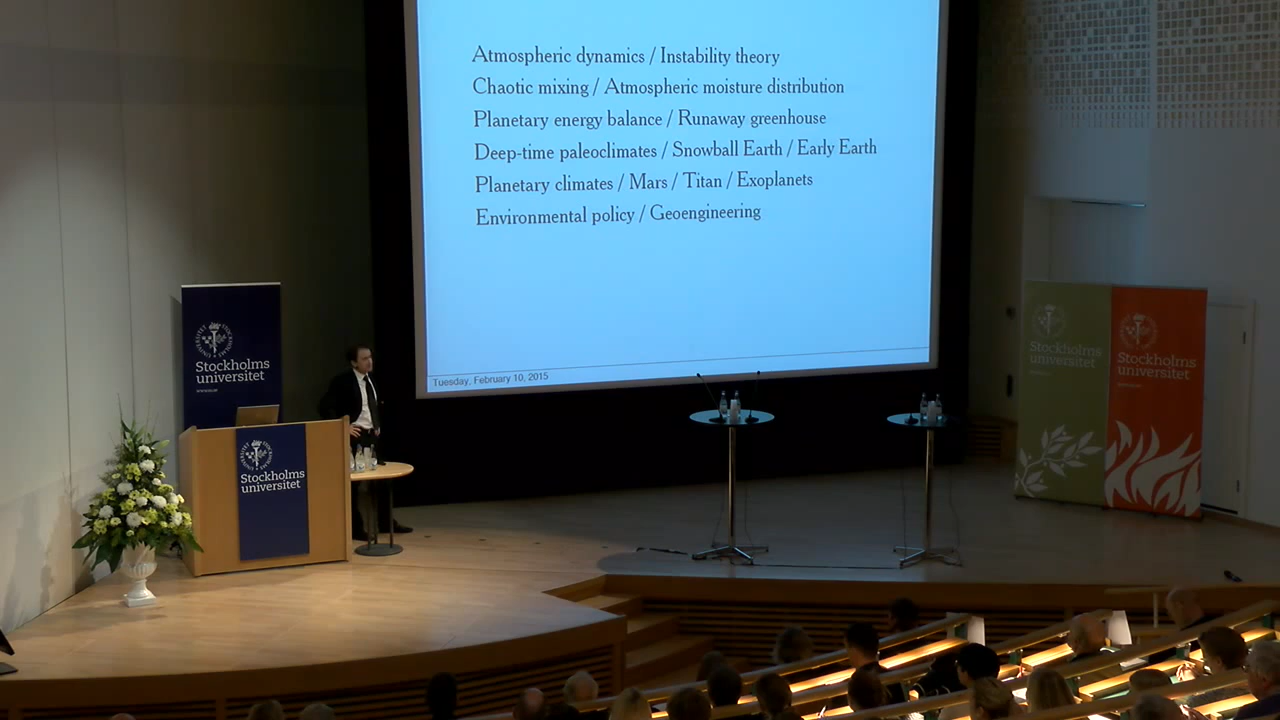 Atmospheric dynamics / Instability theory
Chaotic mixing / Atmospheric moisture distribution
Planetary energy balance / Runaway greenhouse
Deep-time paleoclimates / Snowball Earth / Early Earth
Planetary climates / Mars / Titan / Exoplanets
Environmental policy / Geoengineering
Tuesday, February 10, 2015
Stockholms
universitet
Stockholms
universitet
Stockholms
universitet
Stockholms
universitet